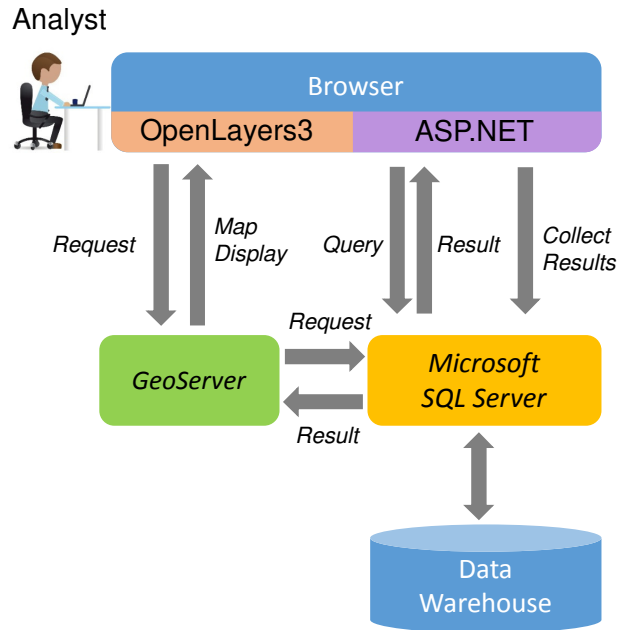 Analyst
Browser
OpenLayers3
ASP.NET
Request
Map
Display
Query
Result
Collect
Results
GeoServer
Request
Result
Microsoft
SQL Server
Data
Warehouse